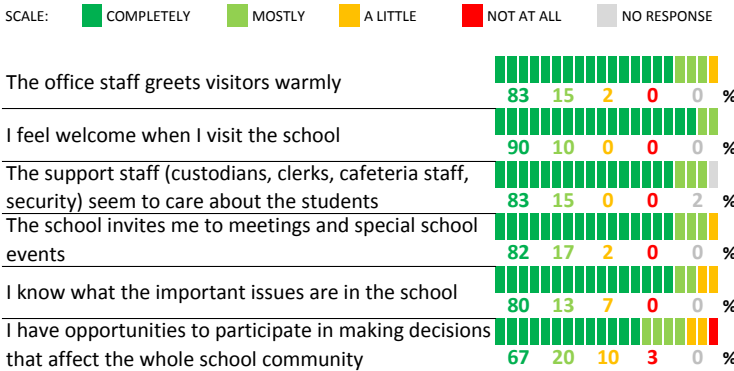 SCALE: COMPLETELY MOSTLY A LITTLE NOT AT ALL NO RESPONSE
The office staff greets visitors warmly
83 15 2 0 0 %
I feel welcome when I visit the school
90 10 0 0 0 %
The support staff (custodians, clerks, cafeteria staff,
security) seem to care about the students
83 15 0 0 2 %
The school invites me to meetings and special school
events
82 17 2 0 0 %
I know what the important issues are in the school
80 13 7 0 0 %
I have opportunities to participate in making decisions
that affect the whole school community
67 20 10 3 0 %